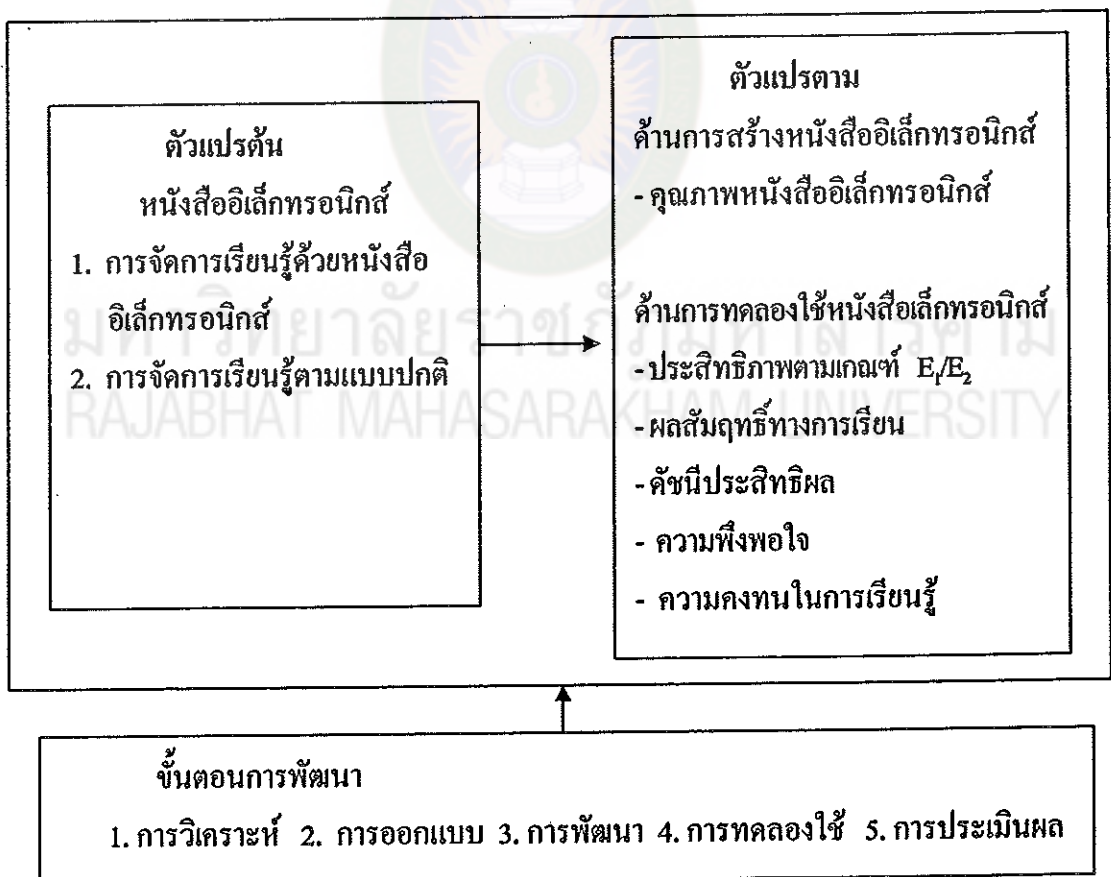 ตัวแปรต้น
หนังสืออิเล็กทรอนิกส์
1. การจัดการเรียนรู้ด้วยหนังสือ
อิเล็กทรอนิกส์
2. การจัดการเรียนรู้ตามแบบปกติ
ตัวแปรตาม
ด้านการสร้างหนังสืออิเล็กทรอนิกส์
- คุณภาพหนังสืออิเล็กทรอนิกส์
ด้านการทดลองใช้หนังสือเล็กทรอนิกส์
- ประสิทธิภาพตามเกณฑ์ E₁/E₂
- ผลสัมฤทธิ์ทางการเรียน
- ดัชนีประสิทธิผล
- ความพึงพอใจ
- ความคงทนในการเรียนรู้
มหาวิทยาลัยราชภัฏมหาสารคาม
RAJABHAT MAHASARAKHAM UNIVERSITY
ขั้นตอนการพัฒนา
1. การวิเคราะห์ 2. การออกแบบ 3. การพัฒนา 4. การทดลองใช้ 5. การประเมินผล